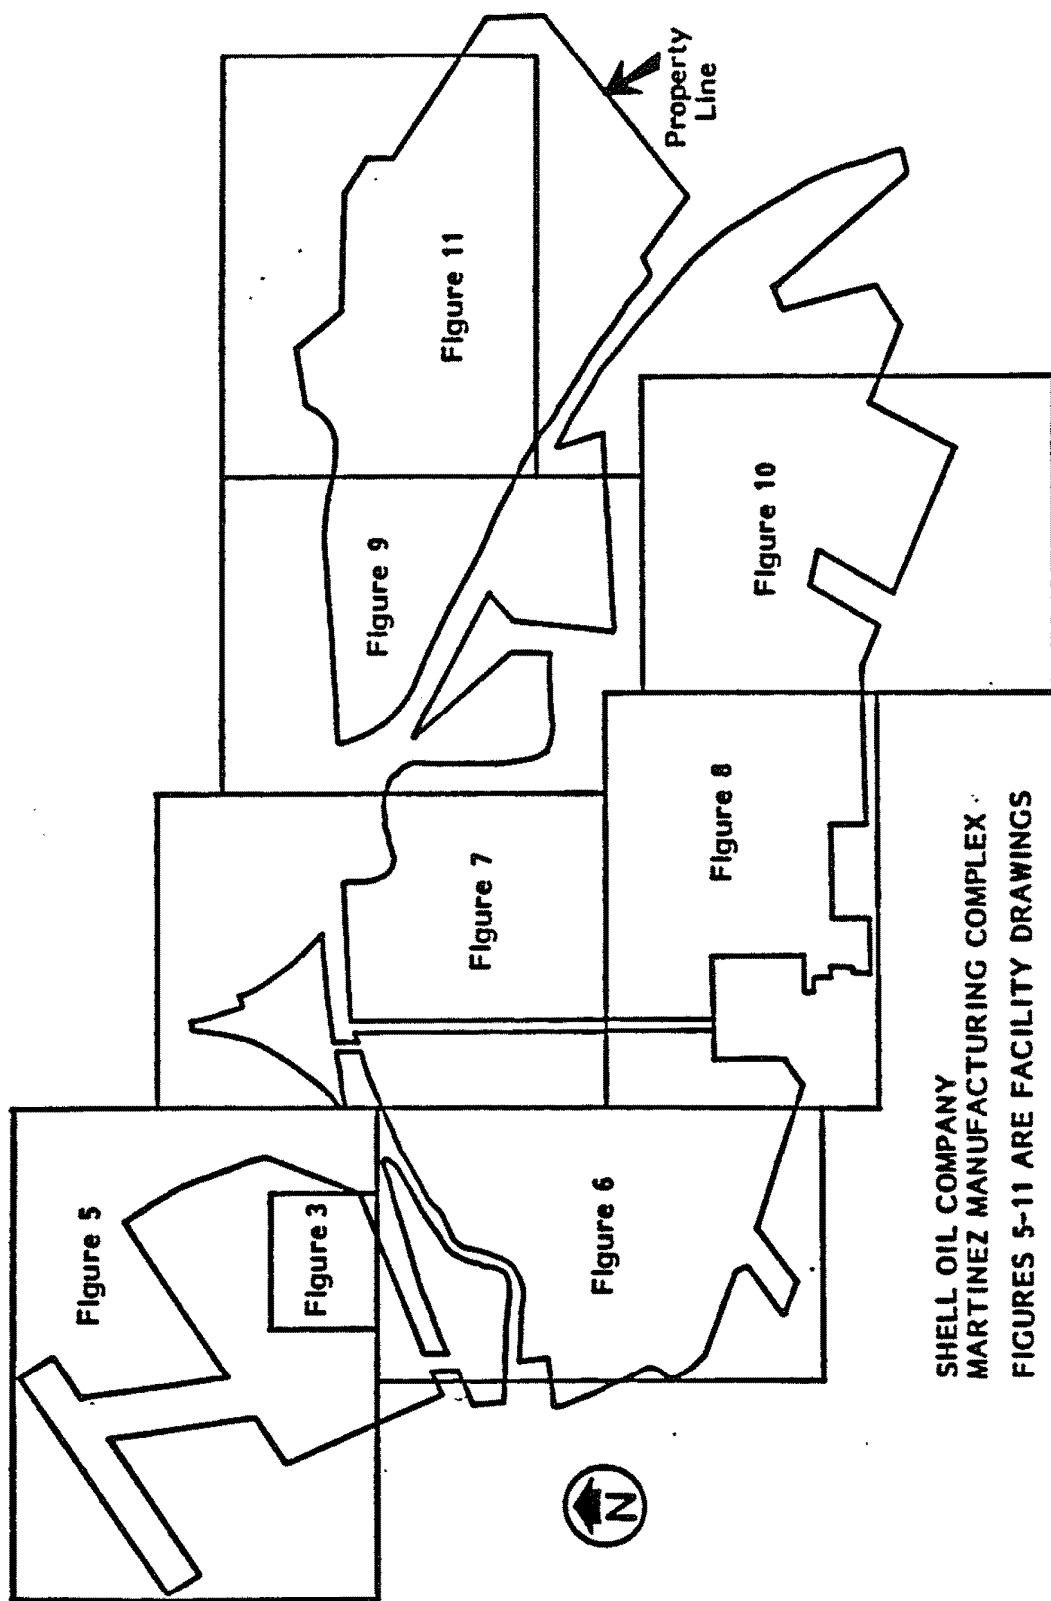 Figure 5
Figure 3
Figure 6
Figure 7
Figure 8
Figure 9
Figure 10
Figure 11
Property
Line
N
SHELL OIL COMPANY
MARTINEZ MANUFACTURING COMPLEX
FIGURES 5-11 ARE FACILITY DRAWINGS